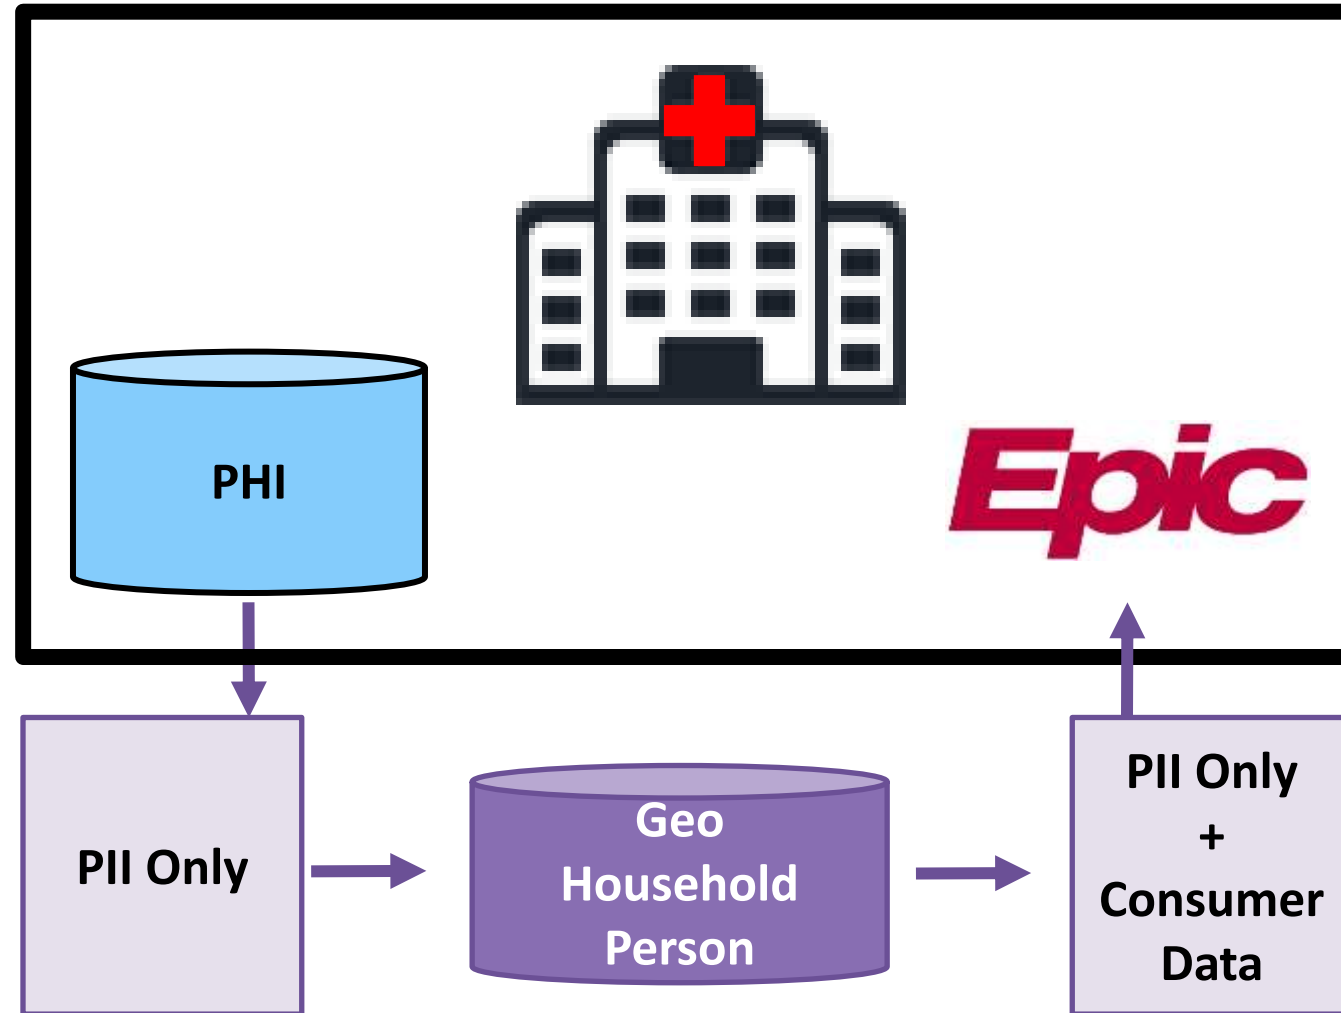 PHI
Epic
PII Only
Geo
Household
Person
PII Only
+
Consumer
Data